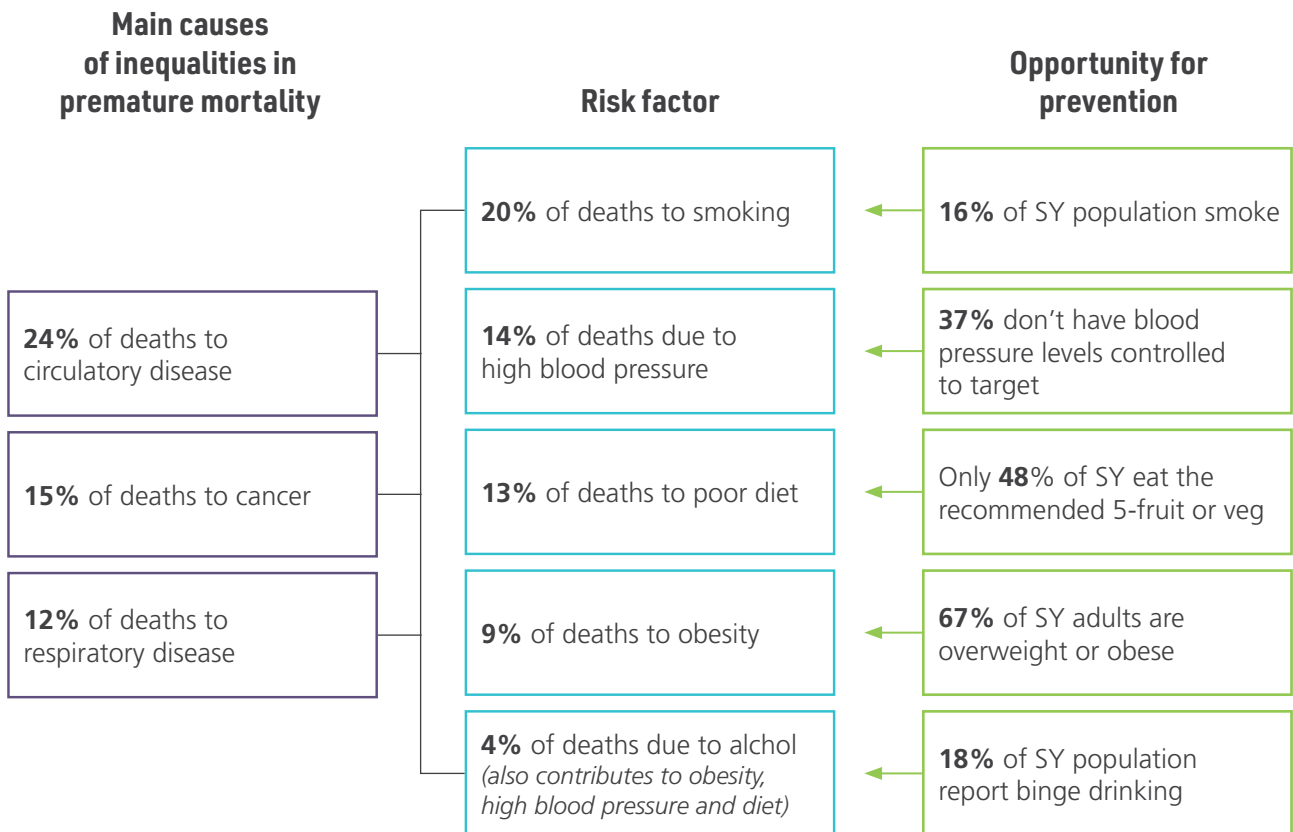 Main causes
of inequalities in
premature mortality
Risk factor
Opportunity for
prevention
24% of deaths to
circulatory disease
15% of deaths to cancer
12% of deaths to
respiratory disease
20% of deaths to smoking
14% of deaths due to
high blood pressure
13% of deaths to poor diet
9% of deaths to obesity
4% of deaths due to alchol
(also contributes to obesity,
high blood pressure and diet)
16% of SY population smoke
37% don’t have blood
pressure levels controlled
to target
Only 48% of SY eat the
recommended 5-fruit or veg
67% of SY adults are
overweight or obese
18% of SY population
report binge drinking